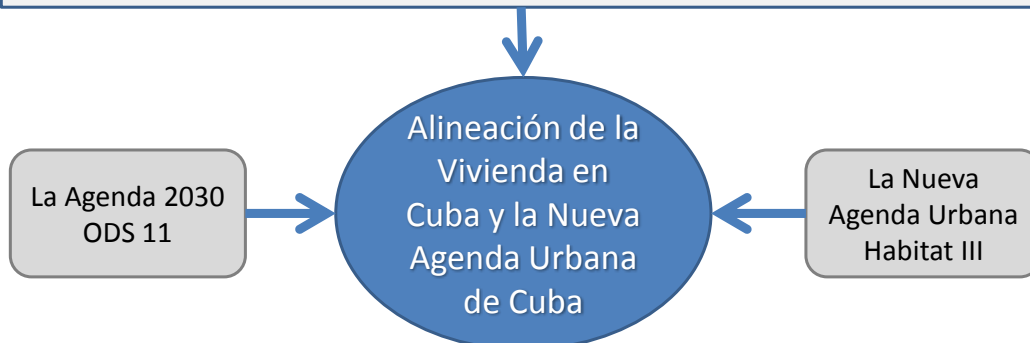 Alineación de la
Vivienda en
Cuba y la Nueva
Agenda Urbana
de Cuba
La Agenda 2030
ODS 11
La Nueva
Agenda Urbana
Habitat III